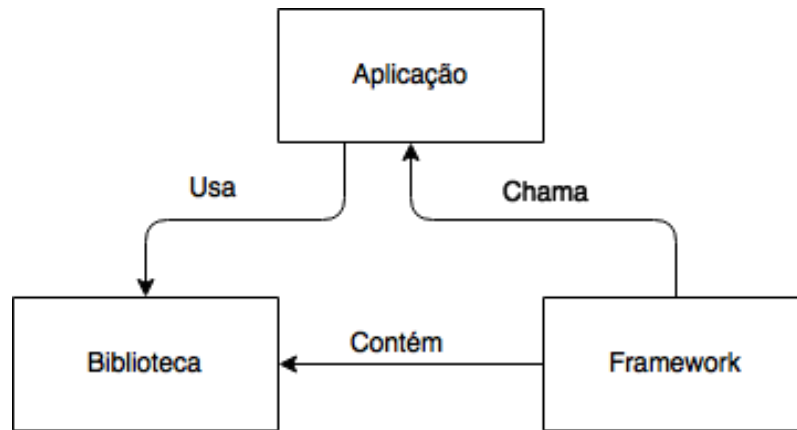 Aplicação
Usa
Chama
Biblioteca
Contém
Framework